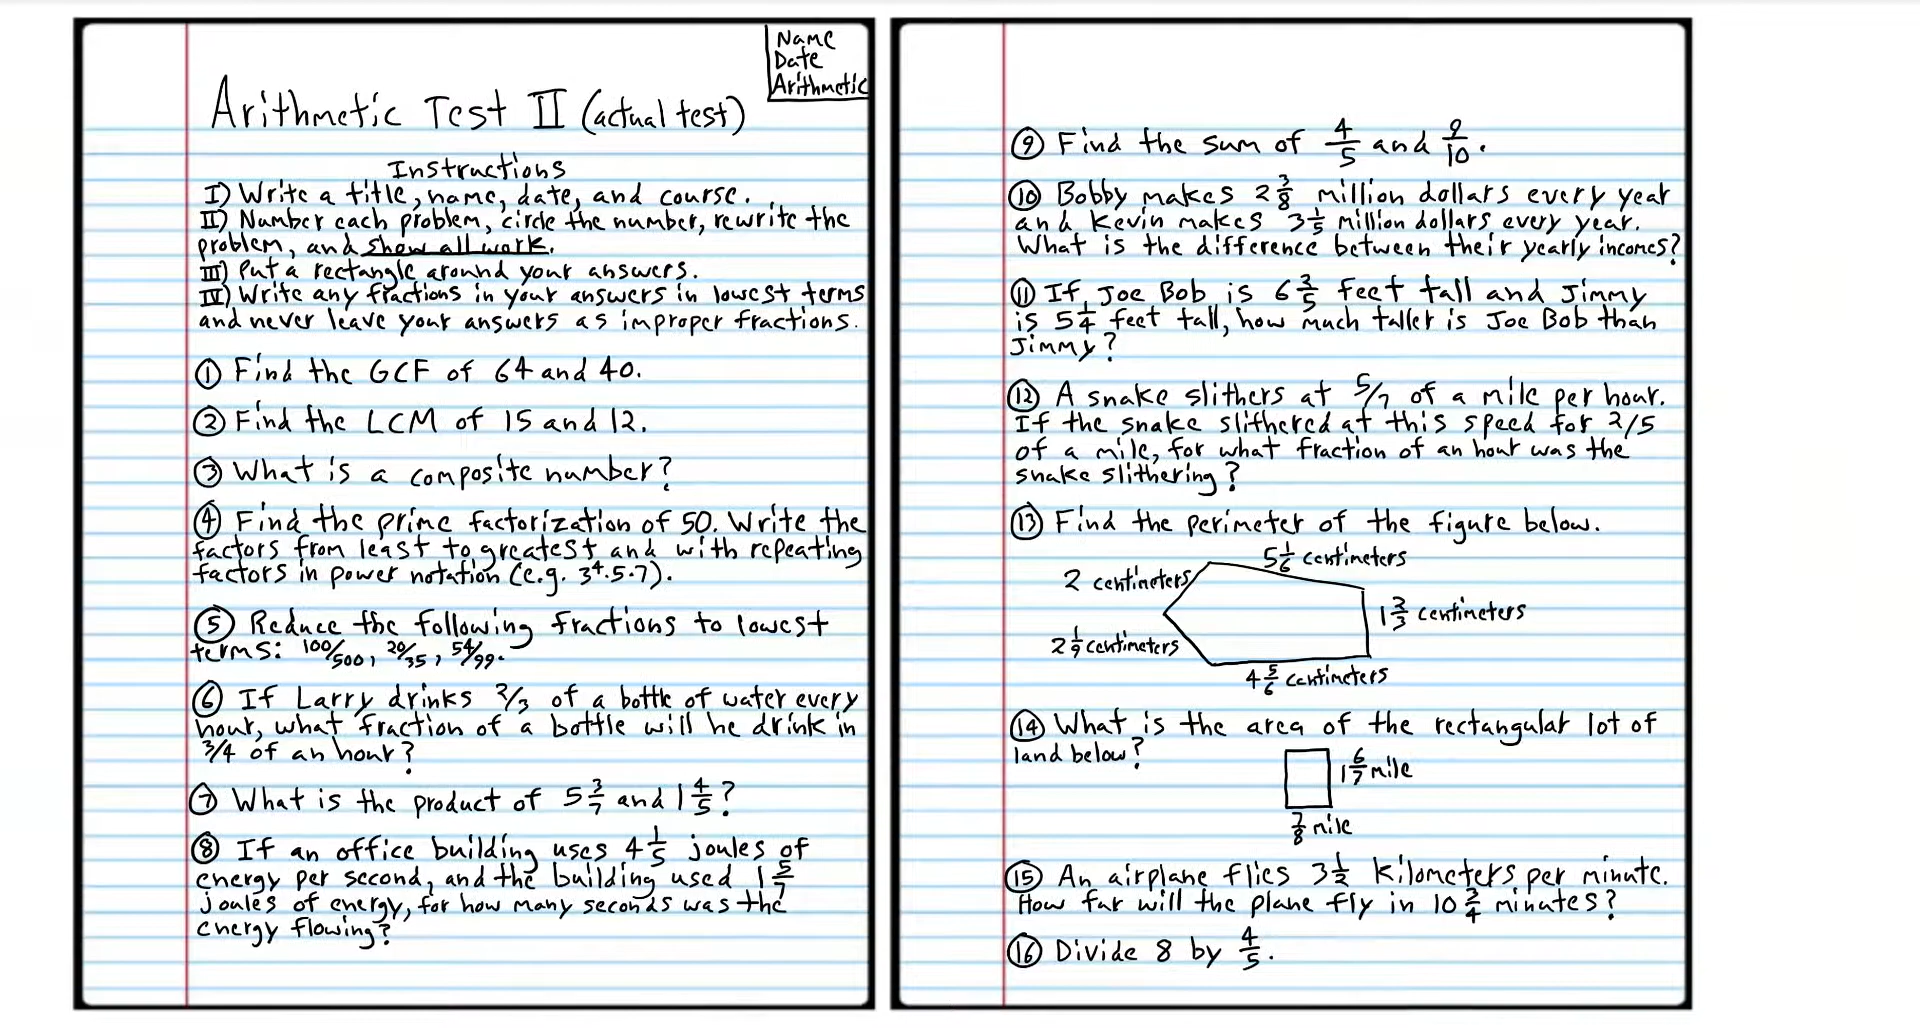 Name
Date
Arithmetic
Arithmetic Test II (actual test)
Instructions
I) Write a title, name, date, and course.
II) Number each problem, circle the number, rewrite the
problem, and show all work.
III) Put a rectangle around your answers.
IV) Write any fractions in your answers in lowest terms
and never leave your answers as improper fractions.
① Find the GCF of 64 and 40.
② Find the LCM of 15 and 12.
③ What is a composite number?
④ Find the prime factorization of 50. Write the
factors from least to greatest and with repeating
factors in power notation (e.g. 3⁴·5·7).
⑤ Reduce the following fractions to lowest
terms: 100/500, 20/35, 54/99.
⑥ If Larry drinks 2/3 of a bottle of water every
hour, what fraction of a bottle will he drink in
3/4 of an hour?
⑦ What is the product of 5 3/7 and 1 4/5?
⑧ If an office building uses 4 1/5 joules of
energy per second, and the building used 1 5/7
joules of energy, for how many seconds was the
energy flowing?
⑨ Find the sum of 4/5 and 9/10.
⑩ Bobby makes 2 3/8 million dollars every year
and Kevin makes 3 1/5 million dollars every year.
What is the difference between their yearly incomes?
⑪ If Joe Bob is 6 3/5 feet tall and Jimmy
is 5 1/4 feet tall, how much taller is Joe Bob than
Jimmy?
⑫ A snake slithers at 5/7 of a mile per hour.
If the snake slithered at this speed for 2/5
of a mile, for what fraction of an hour was the
snake slithering?
⑬ Find the perimeter of the figure below.
5 1/6 centimeters
2 centimeters
1 2/3 centimeters
2 1/9 centimeters
4 5/6 centimeters
⑭ What is the area of the rectangular lot of
land below?
1 6/7 mile
7/8 mile
⑮ An airplane flies 3 1/2 kilometers per minute.
How far will the plane fly in 10 3/4 minutes?
⑯ Divide 8 by 4/5.